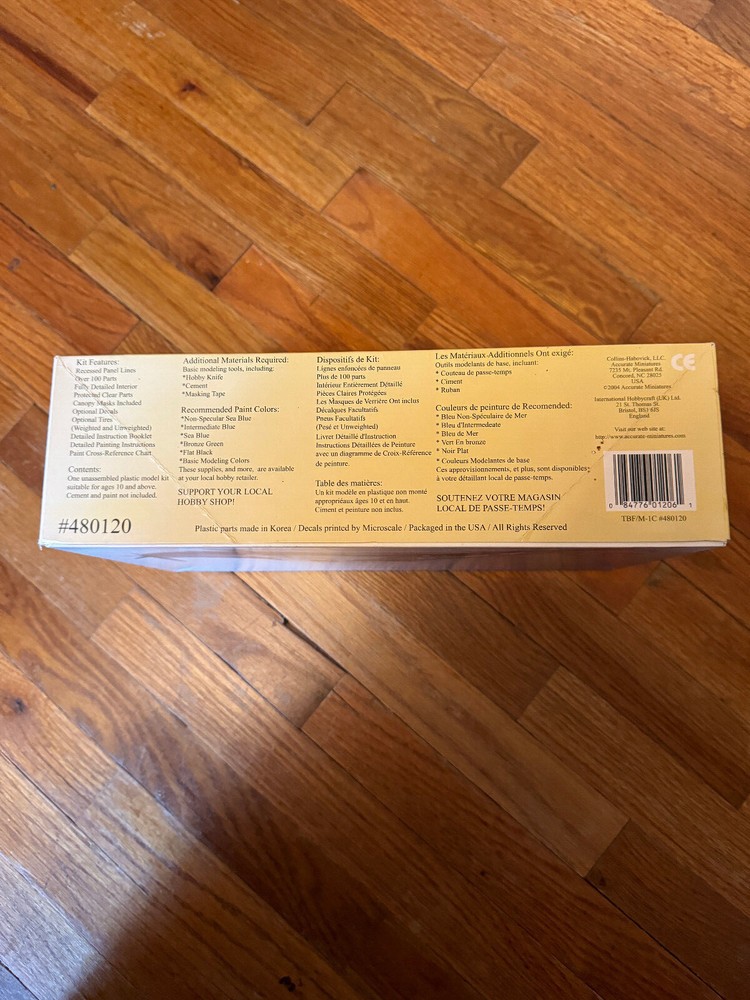 Kit Features:
Recessed Panel Lines
Over 100 Parts
Fully Detailed Interior
Protected Clear Parts
Canopy Masks Included
Optional Decals
Optional Tires
(Weighted and Unweighted)
Detailed Instruction Booklet
Detailed Painting Instructions
Paint Cross-Reference Chart
Contents:
One unassembled plastic model kit
suitable for ages 10 and above.
Cement and paint not included.
#480120
Additional Materials Required:
Basic modeling tools, including:
*Hobby Knife
*Cement
*Masking Tape
Recommended Paint Colors:
*Non-Specular Sea Blue
*Intermediate Blue
*Sea Blue
*Bronze Green
*Flat Black
*Basic Modeling Colors
These supplies, and more, are available
at your local hobby retailer.
SUPPORT YOUR LOCAL
HOBBY SHOP!
Dispositifs de Kit:
Lignes enfoncées de panneau
Plus de 100 parts
Intérieur Entièrement Détaillé
Pièces Claires Protégées
Les Masques de Verrière Ont inclus
Décalques Facultatifs
Pneus Facultatifs
(Pesé et Unweighted)
Livret Détaillé d'Instruction
Instructions Détaillées de Peinture
avec un diagramme de Croix-Référence
de peinture.
Table des matières:
Un kit modèle en plastique non monté
appropriéaux âges 10 et en haut.
Ciment et peinture non inclus.
Les Matériaux-Additionnels Ont exigé:
Outils modelants de base, incluant:
* Couteau de passe-temps
* Ciment
* Ruban
Couleurs de peinture de Recomended:
* Bleu Non-Spéculaire de Mer
* Bleu d'Intermedeate
* Bleu de Mer
* Vert En bronze
* Noir Plat
* Couleurs Modelantes de base
Ces approvisionnements, et plus, sont disponibles
à votre détaillant local de passe-temps.
SOUTENEZ VOTRE MAGASIN
LOCAL DE PASSE-TEMPS!
Plastic parts made in Korea / Decals printed by Microscale / Packaged in the USA / All Rights Reserved
Collins-Habovick, LLC.
7235 Mt. Pleasant Rd.
Concord, NC 28025
USA
©2004 Accurate Miniatures
CE
International Hobbycraft (UK) Ltd.
21 St. Thomas St.
Bristol, BS1 6JS
England
Visit our web site at:
http://www.accurate-miniatures.com
0 84776 01206 1
TBF/M-1C #480120